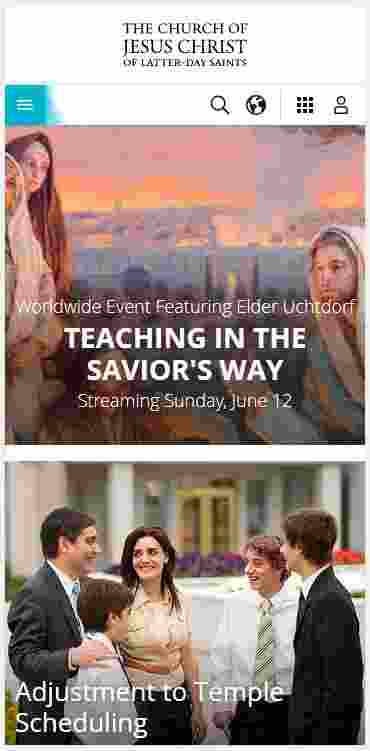 THE CHURCH OF
JESUS CHRIST
OF LATTER-DAY SAINTS
Worldwide Event Featuring Elder Uchtdorf
TEACHING IN THE
SAVIOR'S WAY
Streaming Sunday, June 12
Adjustment to Temple
Scheduling